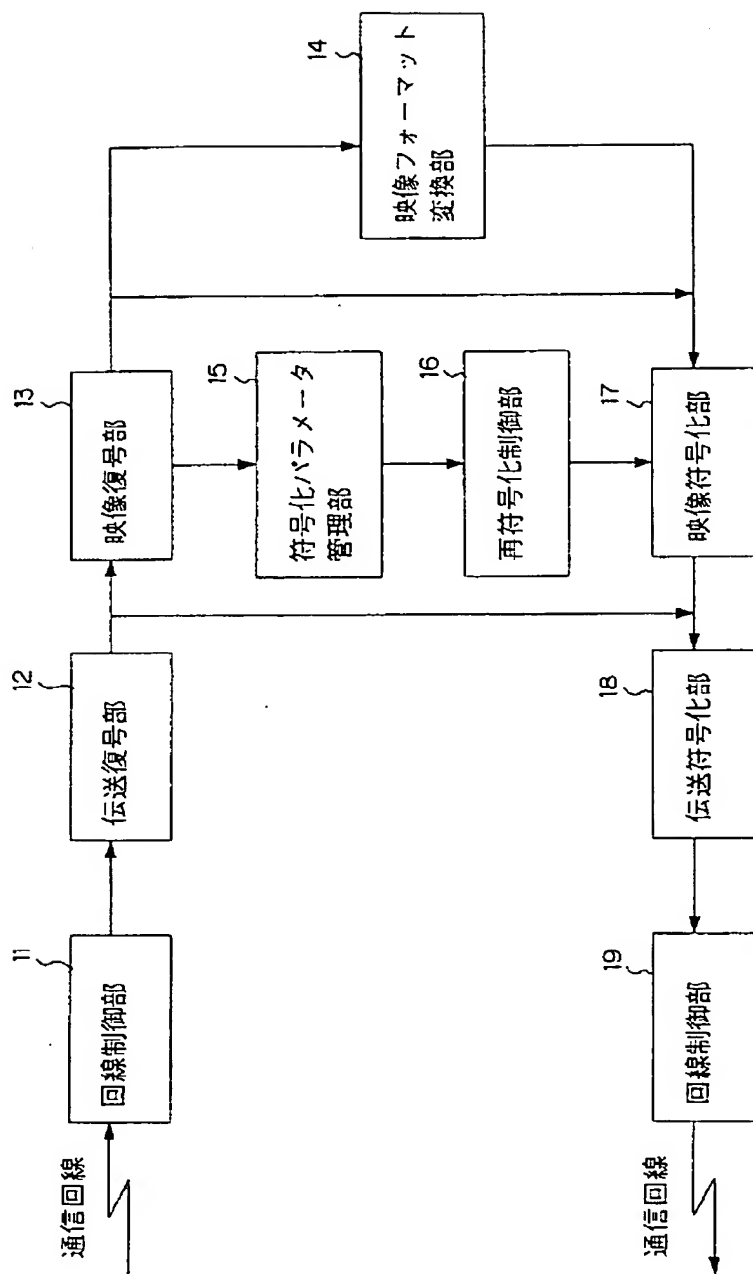 通信回線
11
回線制御部
12
伝送復号部
13
映像復号部
14
映像フォーマット
変換部
15
符号化パラメータ
管理部
16
再符号化制御部
17
映像符号化部
18
伝送符号化部
19
回線制御部
通信回線